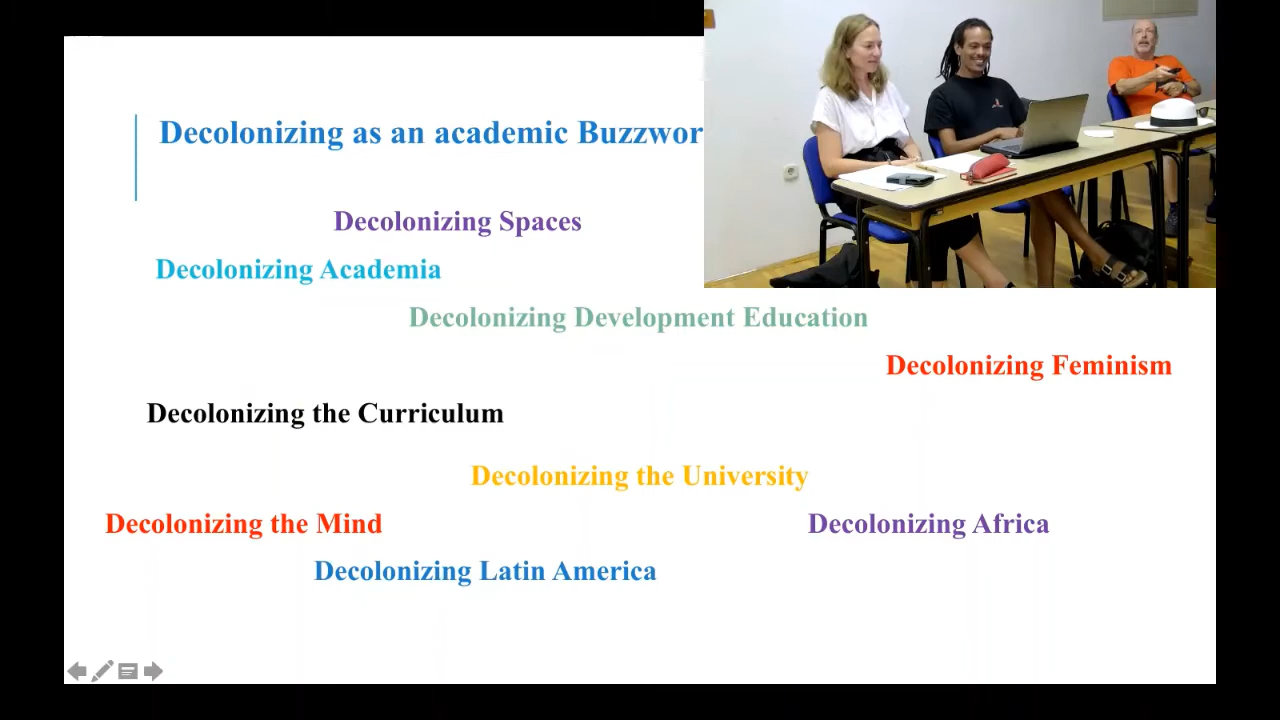 Decolonizing as an academic Buzzwor
Decolonizing Spaces
Decolonizing Academia
Decolonizing Development Education
Decolonizing Feminism
Decolonizing the Curriculum
Decolonizing the University
Decolonizing the Mind
Decolonizing Africa
Decolonizing Latin America